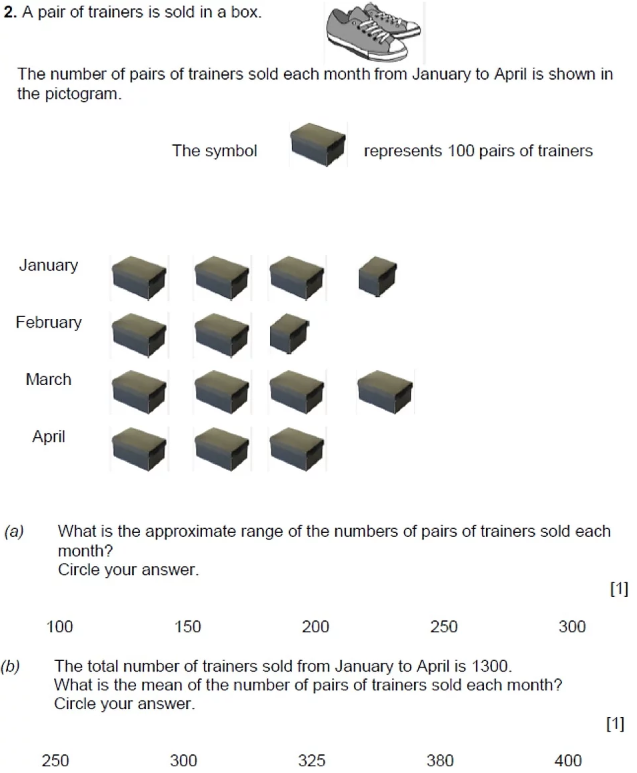 2. A pair of trainers is sold in a box.
The number of pairs of trainers sold each month from January to April is shown in
the pictogram.
The symbol represents 100 pairs of trainers
January
February
March
April
(a) What is the approximate range of the numbers of pairs of trainers sold each
month?
Circle your answer.
[1]
100 150 200 250 300
(b) The total number of trainers sold from January to April is 1300.
What is the mean of the number of pairs of trainers sold each month?
Circle your answer.
[1]
250 300 325 380 400